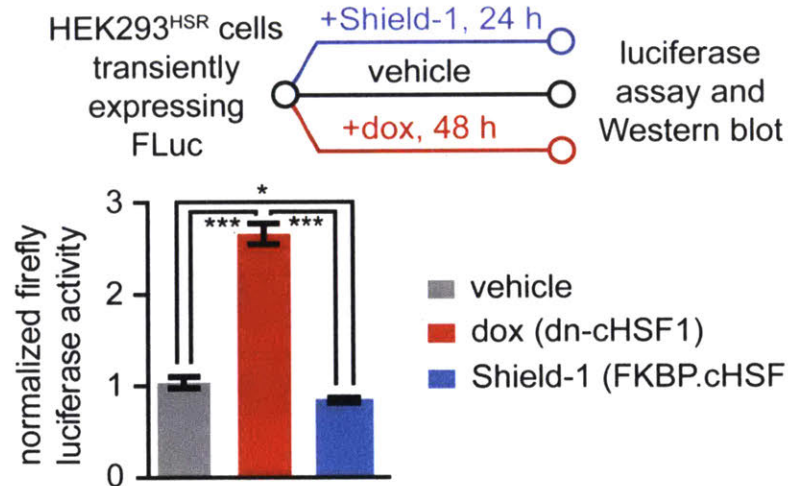 HEK293HSR cells
transiently
expressing
FLuc
+Shield-1, 24 h
vehicle
+dox, 48 h
luciferase
assay and
Western blot
normalized firefly
luciferase activity
3
2
1
0
*
*** ***
vehicle
dox (dn-cHSF1)
Shield-1 (FKBP.cHSF